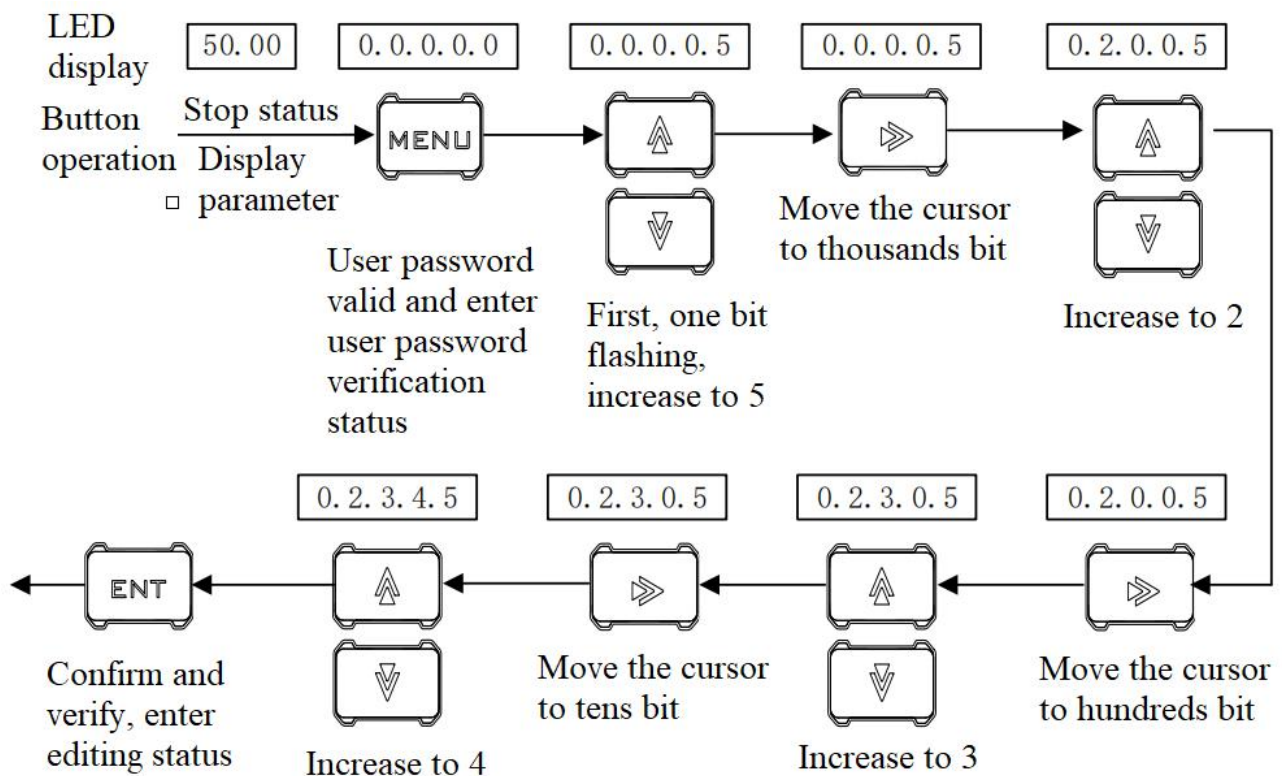 LED
display
50.00
0.0.0.0.0
0.0.0.0.5
0.0.0.0.5
0.2.0.0.5
Button
operation
Stop status
Display
parameter
MENU
User password
valid and enter
user password
verification
status
First, one bit
flashing,
increase to 5
Move the cursor
to thousands bit
Increase to 2
0.2.0.0.5
Move the cursor
to hundreds bit
0.2.3.0.5
Increase to 3
0.2.3.0.5
Move the cursor
to tens bit
0.2.3.4.5
Increase to 4
ENT
Confirm and
verify, enter
editing status